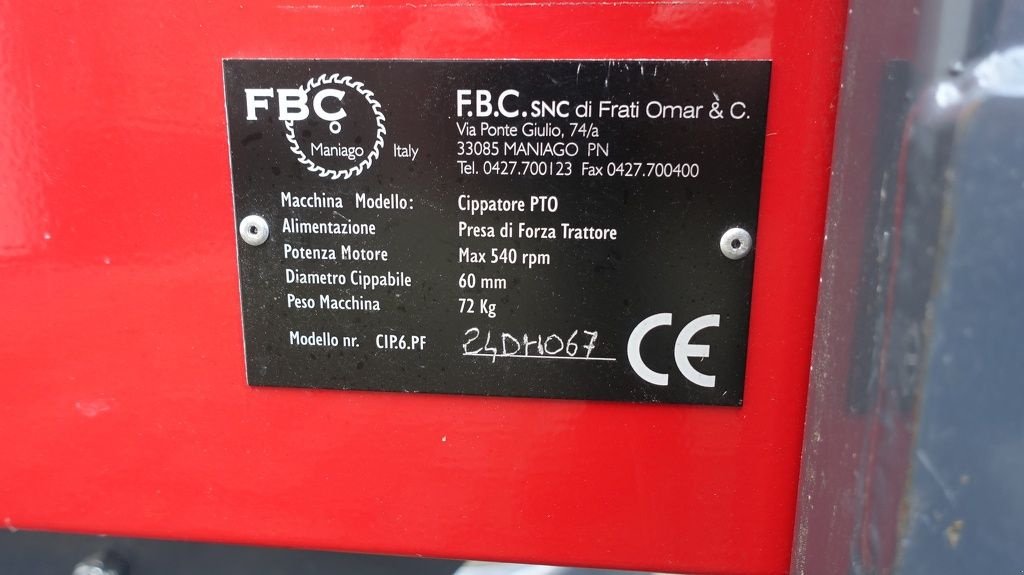 FBC
Maniago Italy
F.B.C. SNC di Frati Omar & C.
Via Ponte Giulio, 74/a
33085 MANIAGO PN
Tel. 0427.700123 Fax 0427.700400
Macchina Modello: Cippatore PTO
Alimentazione Presa di Forza Trattore
Potenza Motore Max 540 rpm
Diametro Cippabile 60 mm
Peso Macchina 72 Kg
Modello nr. CIP.6.PF 24DM067
CE